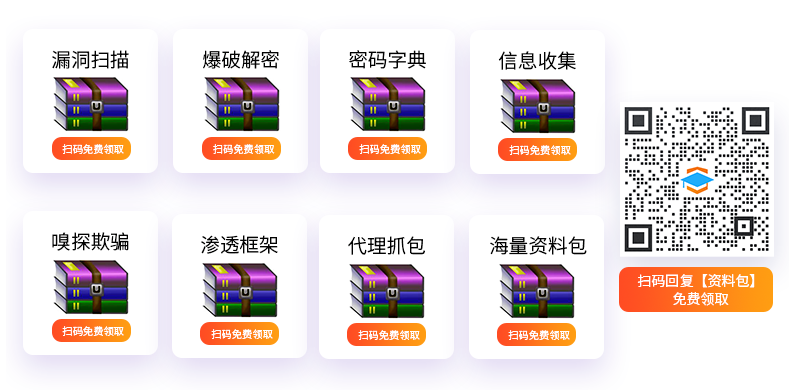 漏洞扫描
扫码免费领取
爆破解密
扫码免费领取
密码字典
扫码免费领取
信息收集
扫码免费领取
嗅探欺骗
扫码免费领取
渗透框架
扫码免费领取
代理抓包
扫码免费领取
海量资料包
扫码免费领取
扫码回复【资料包】
免费领取